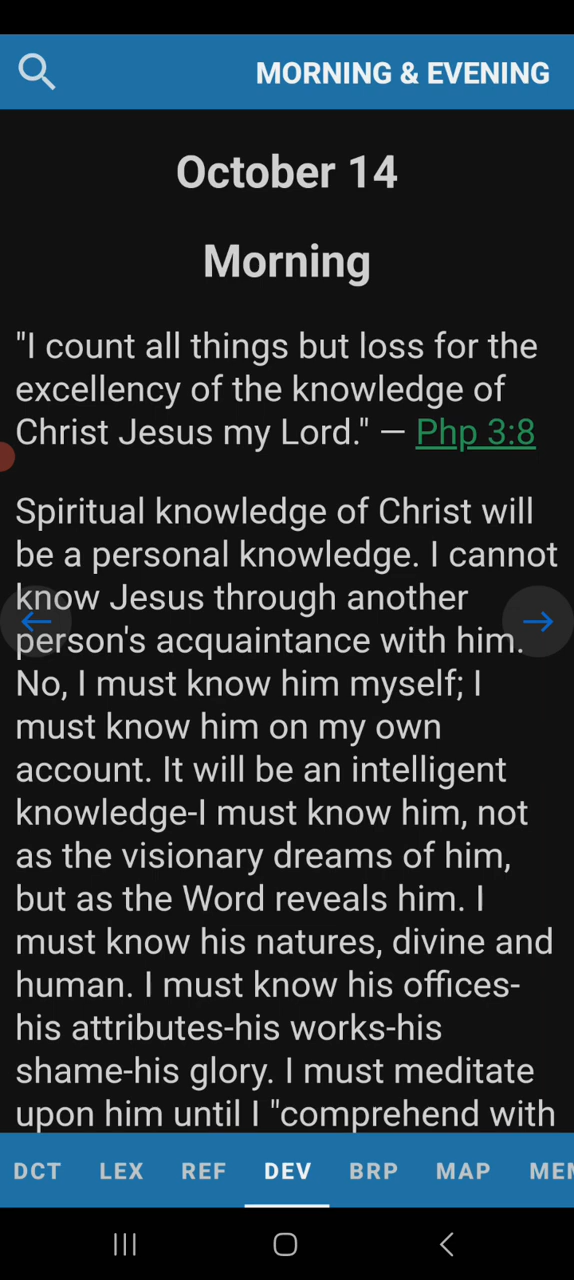 MORNING & EVENING
October 14
Morning
"I count all things but loss for the
excellency of the knowledge of
Christ Jesus my Lord." — Php 3:8
Spiritual knowledge of Christ will
be a personal knowledge. I cannot
know Jesus through another
person's acquaintance with him.
No, I must know him myself; I
must know him on my own
account. It will be an intelligent
knowledge-I must know him, not
as the visionary dreams of him,
but as the Word reveals him. I
must know his natures, divine and
human. I must know his offices-
his attributes-his works-his
shame-his glory. I must meditate
upon him until I "comprehend with
DCT LEX REF DEV BRP MAP MEM